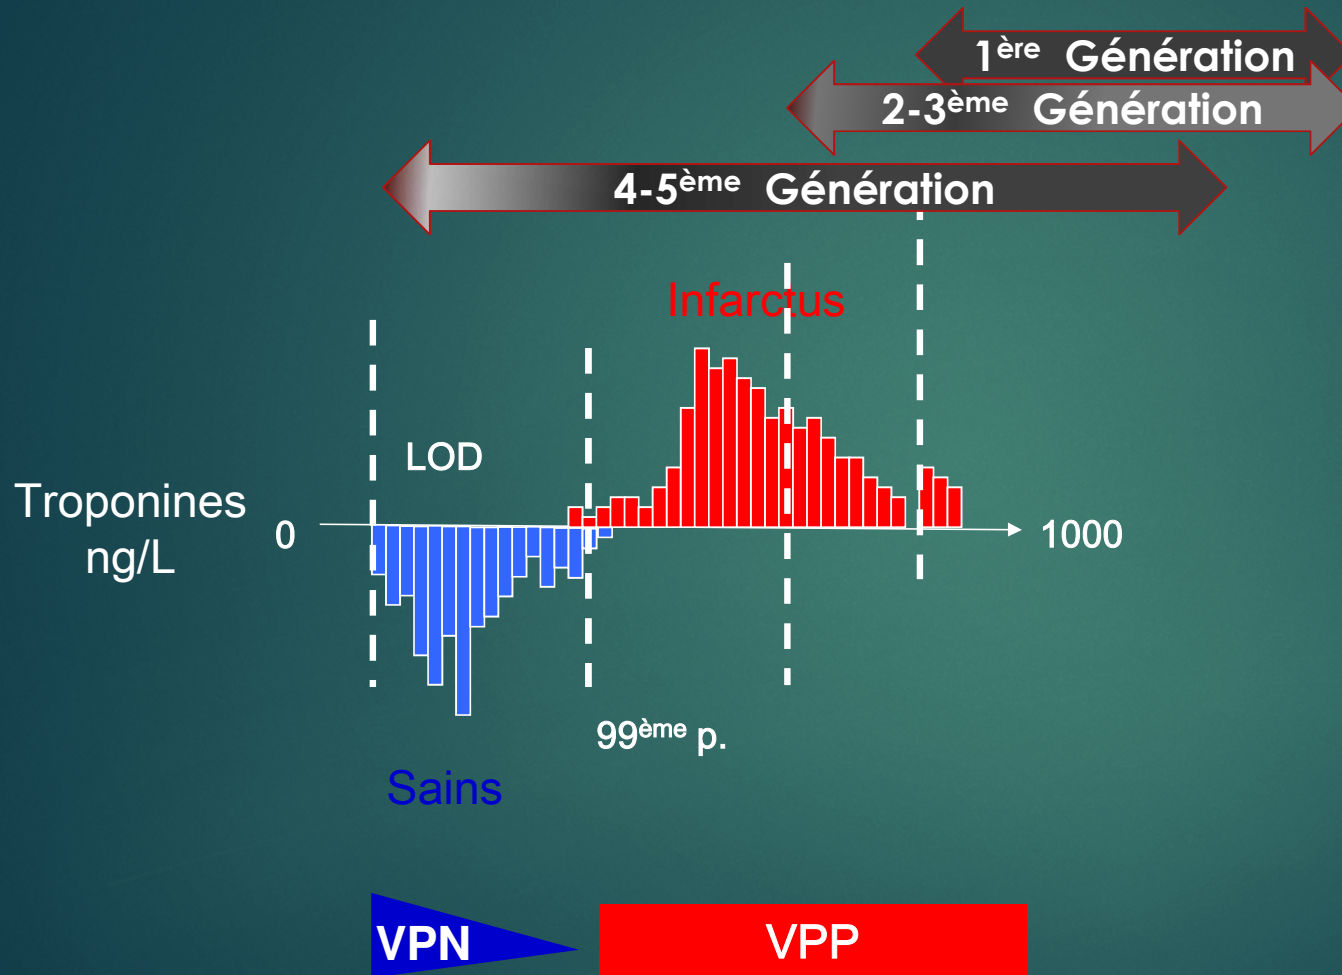 1ère Génération
2-3ème Génération
4-5ème Génération
Infarctus
LOD
Troponines
ng/L
0
1000
99ème p.
Sains
VPN
VPP